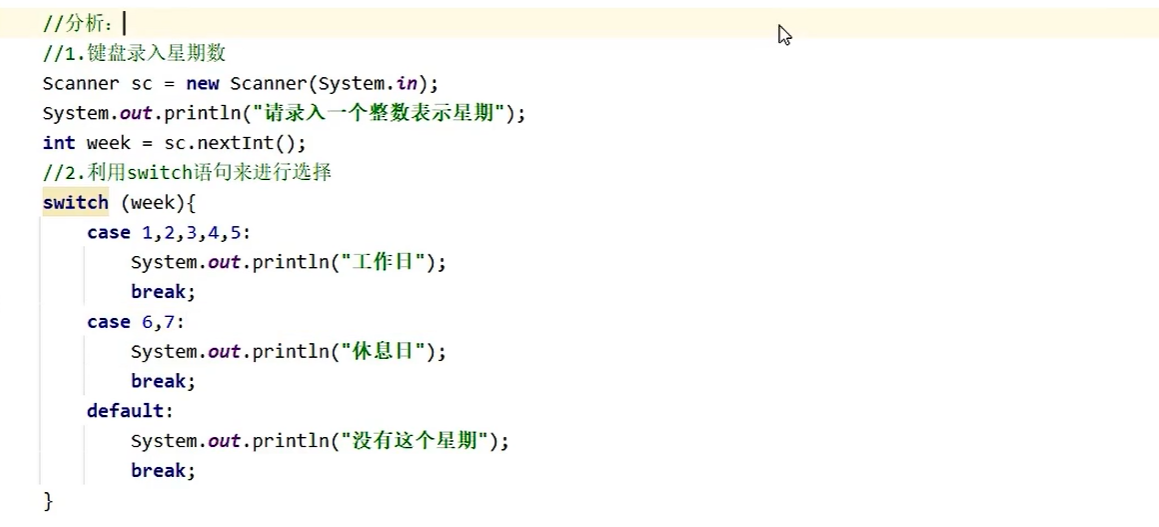 //分析：
//1.键盘录入星期数
Scanner sc = new Scanner(System.in);
System.out.println("请录入一个整数表示星期");
int week = sc.nextInt();
//2.利用switch语句来进行选择
switch (week){
    case 1,2,3,4,5:
        System.out.println("工作日");
        break;
    case 6,7:
        System.out.println("休息日");
        break;
    default:
        System.out.println("没有这个星期");
        break;
}